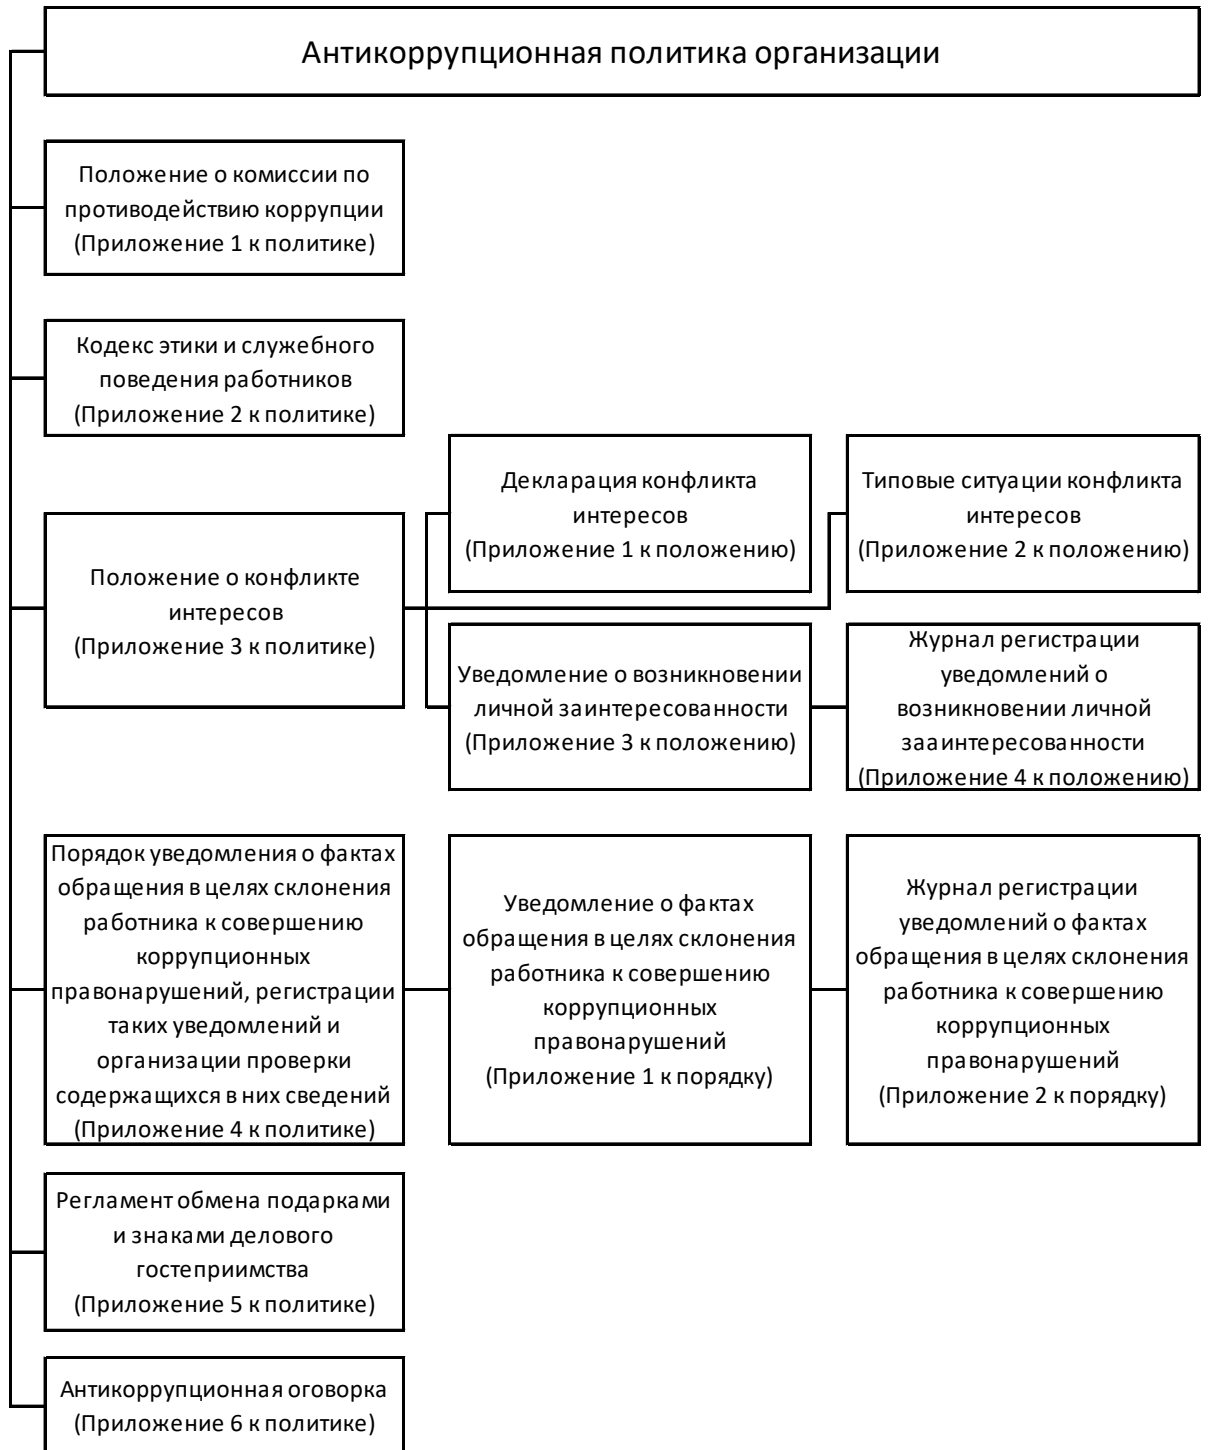 Антикоррупционная политика организации
Положение о комиссии по
противодействию коррупции
(Приложение 1 к политике)
Кодекс этики и служебного
поведения работников
(Приложение 2 к политике)
Положение о конфликте
интересов
(Приложение 3 к политике)
Декларация конфликта
интересов
(Приложение 1 к положению)
Типовые ситуации конфликта
интересов
(Приложение 2 к положению)
Уведомление о возникновении
личной заинтересованности
(Приложение 3 к положению)
Журнал регистрации
уведомлений о
возникновении личной
зааинтересованности
(Приложение 4 к положению)
Порядок уведомления о фактах
обращения в целях склонения
работника к совершению
коррупционных
правонарушений, регистрации
таких уведомлений и
организации проверки
содержащихся в них сведений
(Приложение 4 к политике)
Уведомление о фактах
обращения в целях склонения
работника к совершению
коррупционных
правонарушений
(Приложение 1 к порядку)
Журнал регистрации
уведомлений о фактах
обращения в целях склонения
работника к совершению
коррупционных
правонарушений
(Приложение 2 к порядку)
Регламент обмена подарками
и знаками делового
гостеприимства
(Приложение 5 к политике)
Антикоррупционная оговорка
(Приложение 6 к политике)